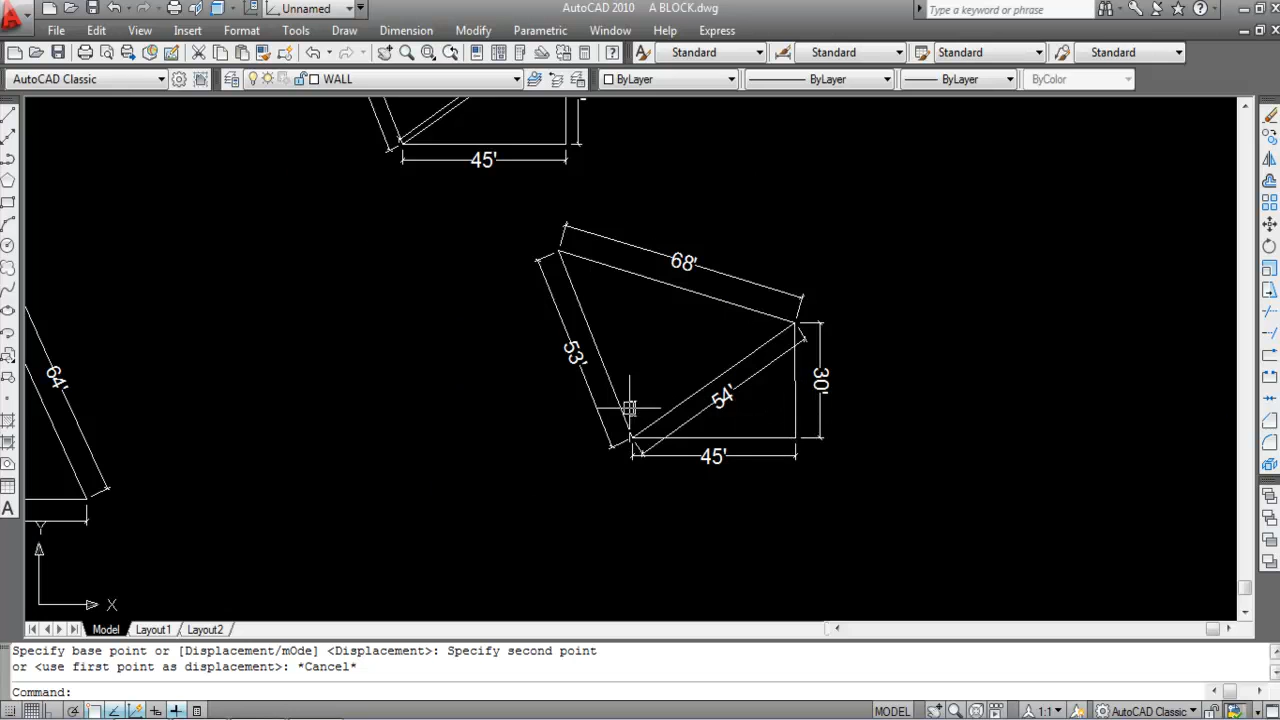 Unnamed
AutoCAD 2010 A BLOCK.dwg
Type a keyword or phrase
File Edit View Insert Format Tools Draw Dimension Modify Parametric Window Help Express
Standard Standard Standard Standard
AutoCAD Classic WALL ByLayer ByLayer ByLayer ByColor
45'
68'
53'
54'
30'
45'
64'
Y
X
Model Layout1 Layout2
Specify base point or [Displacement/mOde] <Displacement>: Specify second point
or <use first point as displacement>: *Cancel*
Command:
MODEL 1:1 AutoCAD Classic